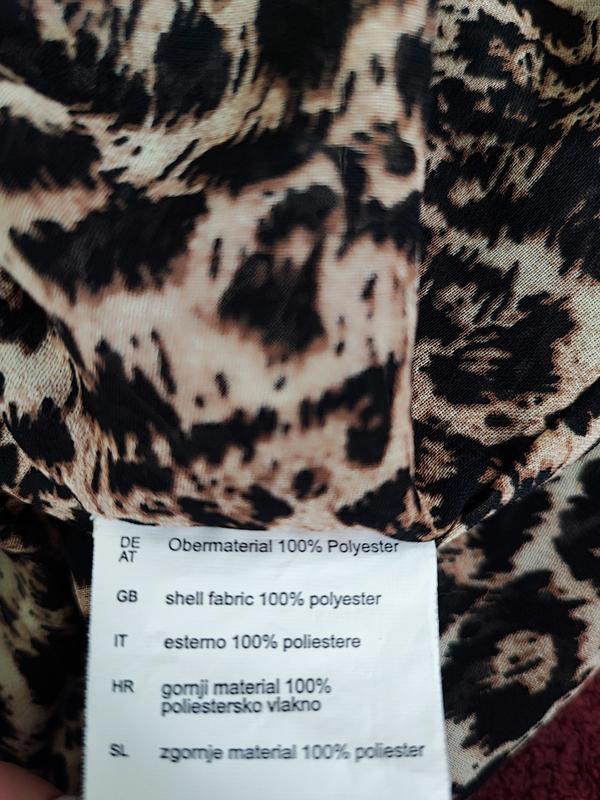 DE
AT Obermaterial 100% Polyester
GB shell fabric 100% polyester
IT esterno 100% poliestere
HR gornji material 100%
poliestersko vlakno
SL zgornje material 100% poliester